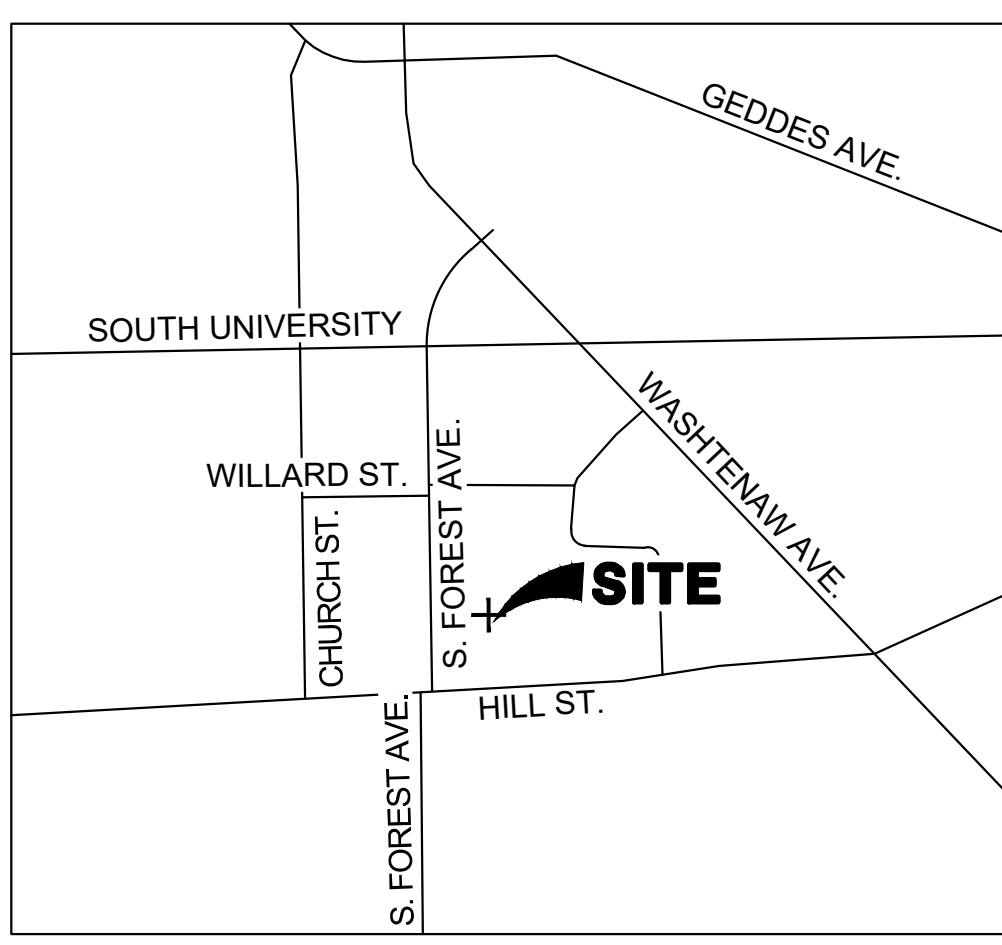 GEDDES AVE.
SOUTH UNIVERSITY
WASHTENAW AVE.
WILLARD ST.
S. FOREST AVE.
CHURCH ST.
SITE
HILL ST.
S. FOREST AVE.